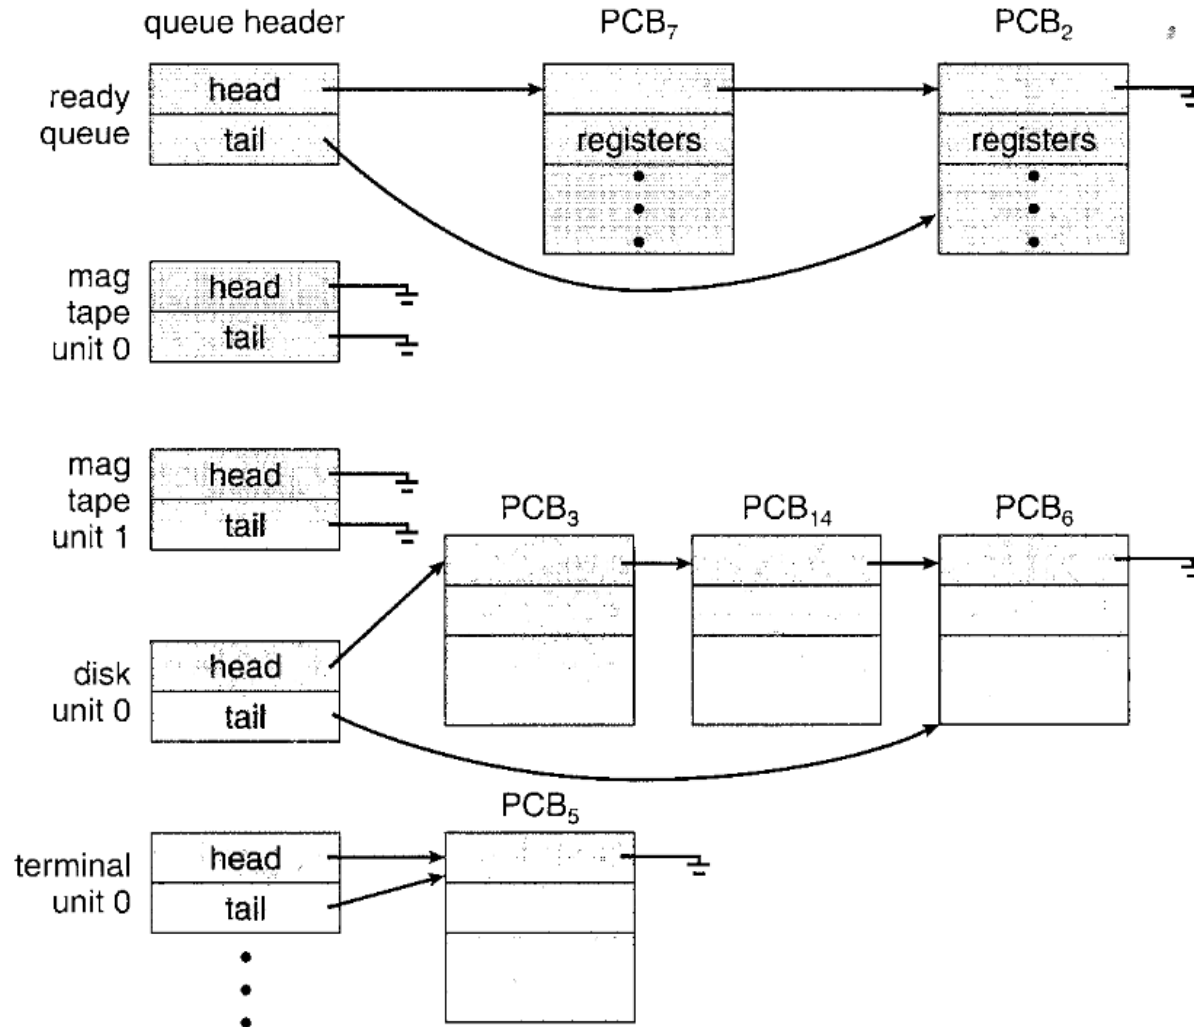 queue header PCB₇ PCB₂
ready
queue
head
tail
registers
registers
mag
tape
unit 0
head
tail
mag
tape
unit 1
head
tail
PCB₃ PCB₁₄ PCB₆
disk
unit 0
head
tail
PCB₅
terminal
unit 0
head
tail